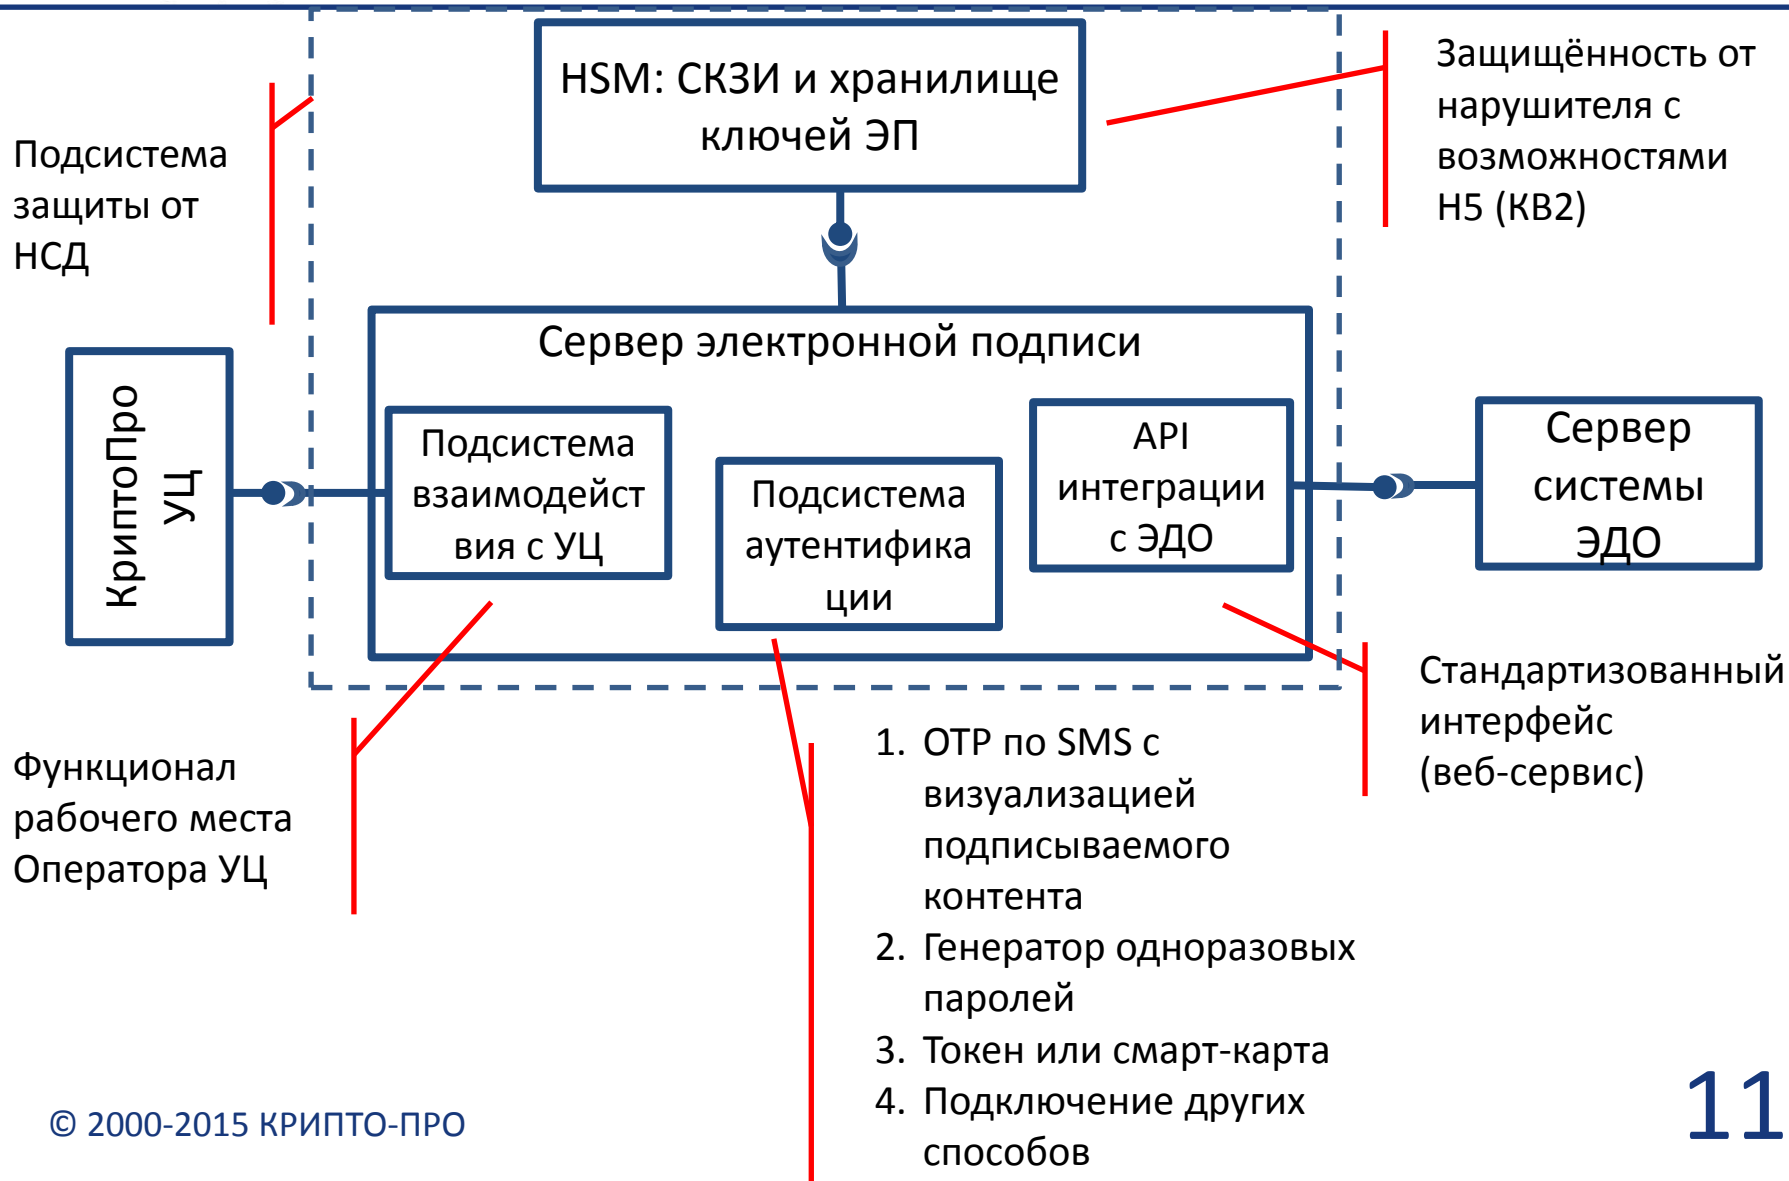 HSM: СКЗИ и хранилище
ключей ЭП
Защищённость от
нарушителя с
возможностями
Н5 (КВ2)
Подсистема
защиты от
НСД
Сервер электронной подписи
КриптоПро
УЦ
Подсистема
взаимодейст
вия с УЦ
Подсистема
аутентифика
ции
API
интеграции
с ЭДО
Сервер
системы
ЭДО
Функционал
рабочего места
Оператора УЦ
1. OTP по SMS с
визуализацией
подписываемого
контента
2. Генератор одноразовых
паролей
3. Токен или смарт-карта
4. Подключение других
способов
Стандартизованный
интерфейс
(веб-сервис)
© 2000-2015 КРИПТО-ПРО
11